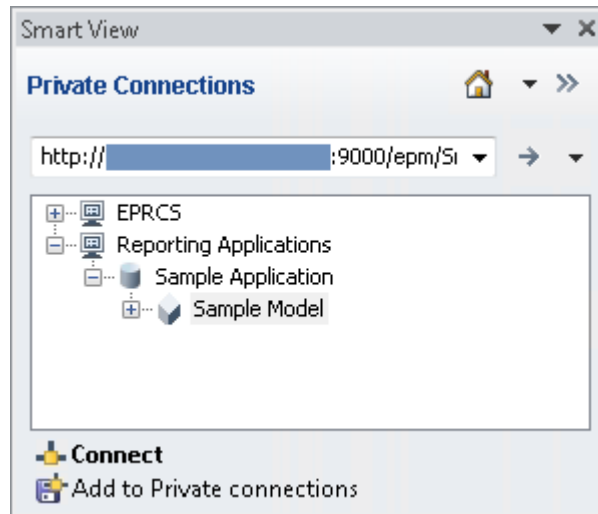 Smart View
Private Connections
http:// :9000/epm/S
EPRCS
Reporting Applications
Sample Application
Sample Model
Connect
Add to Private connections